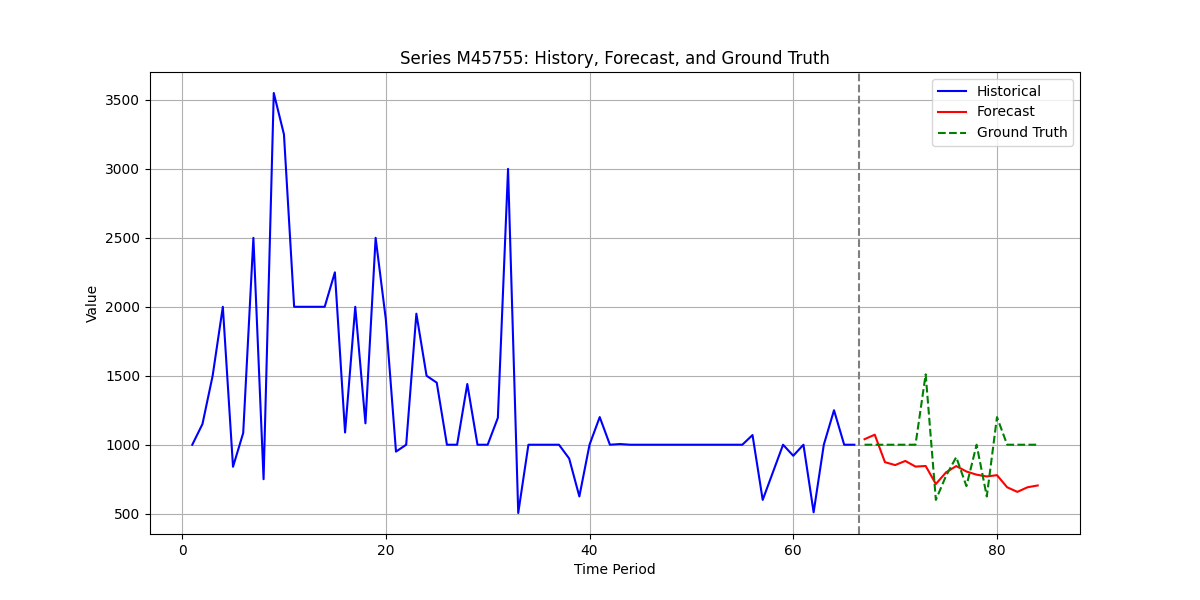 Series M45755: History, Forecast, and Ground Truth
Historical
Forecast
Ground Truth
3500
3000
2500
2000
1500
1000
500
Value
0
20
40
60
80
Time Period